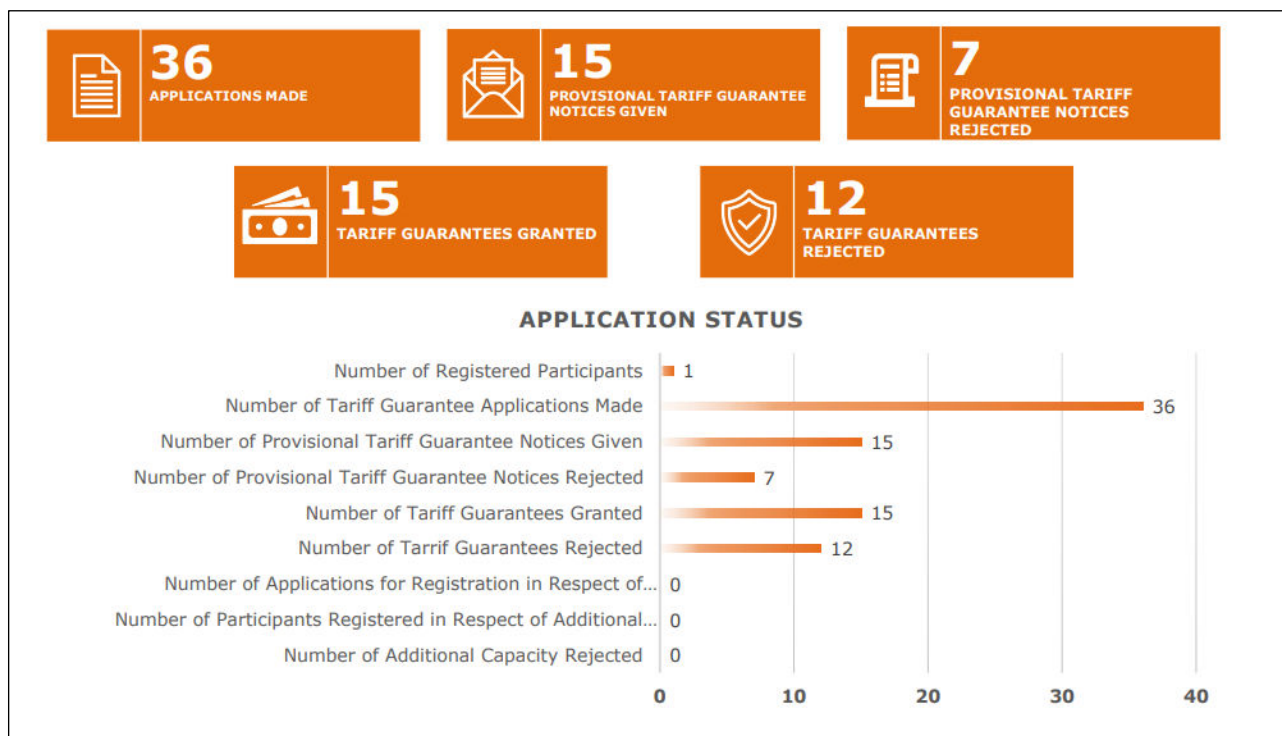 36
APPLICATIONS MADE
15
PROVISIONAL TARIFF GUARANTEE
NOTICES GIVEN
7
PROVISIONAL TARIFF
GUARANTEE NOTICES
REJECTED
15
TARIFF GUARANTEES GRANTED
12
TARIFF GUARANTEES
REJECTED
APPLICATION STATUS
Number of Registered Participants 1
Number of Tariff Guarantee Applications Made 36
Number of Provisional Tariff Guarantee Notices Given 15
Number of Provisional Tariff Guarantee Notices Rejected 7
Number of Tariff Guarantees Granted 15
Number of Tarrif Guarantees Rejected 12
Number of Applications for Registration in Respect of... 0
Number of Participants Registered in Respect of Additional... 0
Number of Additional Capacity Rejected 0
0 10 20 30 40